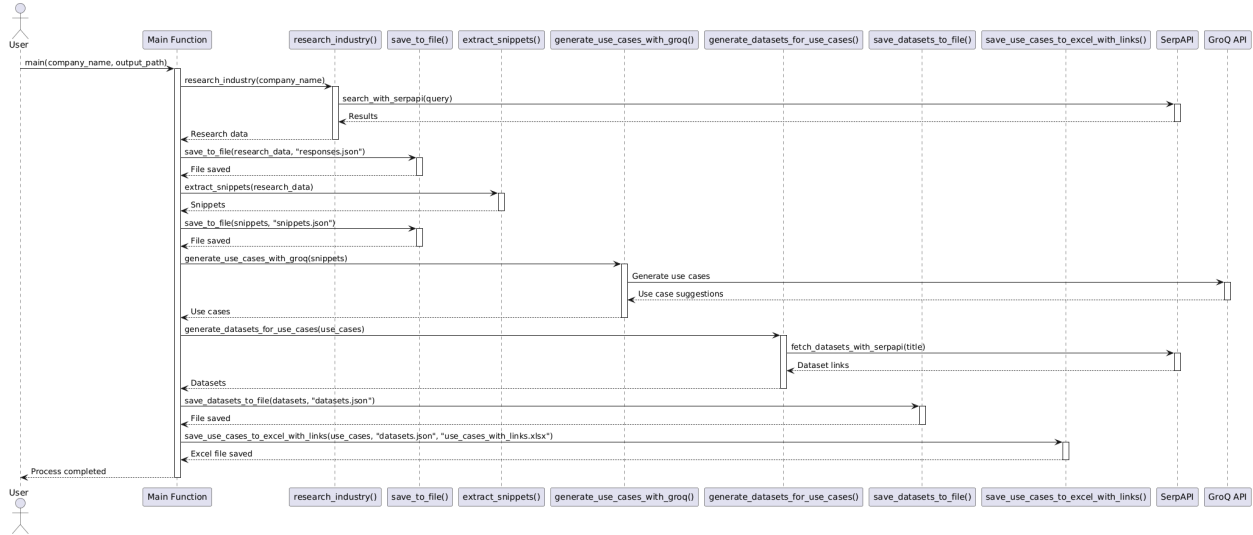 User
Main Function
research_industry()
save_to_file()
extract_snippets()
generate_use_cases_with_groq()
generate_datasets_for_use_cases()
save_datasets_to_file()
save_use_cases_to_excel_with_links()
SerpAPI
GroQ API
main(company_name, output_path)
research_industry(company_name)
search_with_serpapi(query)
Results
Research data
save_to_file(research_data, "responses.json")
File saved
extract_snippets(research_data)
Snippets
save_to_file(snippets, "snippets.json")
File saved
generate_use_cases_with_groq(snippets)
Generate use cases
Use case suggestions
Use cases
generate_datasets_for_use_cases(use_cases)
fetch_datasets_with_serpapi(title)
Dataset links
Datasets
save_datasets_to_file(datasets, "datasets.json")
File saved
save_use_cases_to_excel_with_links(use_cases, "datasets.json", "use_cases_with_links.xlsx")
Excel file saved
Process completed
User
Main Function
research_industry()
save_to_file()
extract_snippets()
generate_use_cases_with_groq()
generate_datasets_for_use_cases()
save_datasets_to_file()
save_use_cases_to_excel_with_links()
SerpAPI
GroQ API